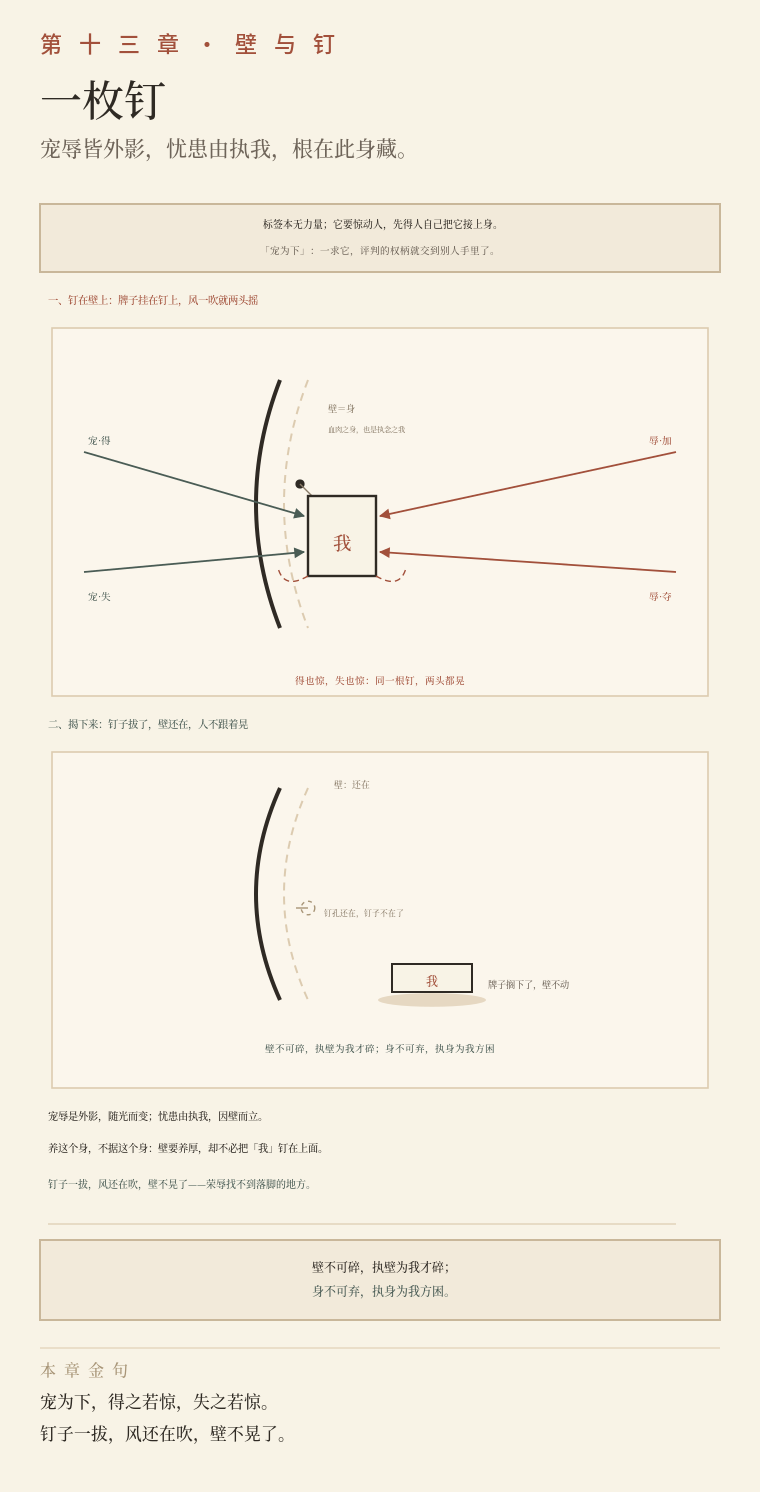 第十三章·壁与钉
一枚钉
宠辱皆外影，忧患由执我，根在此身藏。
标签本无力量；它要惊动人，先得人自己把它接上身。
「宠为下」：一求它，评判的权柄就交到别人手里了。
一、钉在壁上：牌子挂在钉上，风一吹就两头摇
壁＝身
血肉之身，也是执念之我
宠·得
辱·加
我
宠·失
辱·夺
得也惊，失也惊：同一根钉，两头都晃
二、揭下来：钉子拔了，壁还在，人不跟着晃
壁：还在
钉孔还在，钉子不在了
我
牌子搁下了，壁不动
壁不可碎，执壁为我才碎；身不可弃，执身为我方困
宠辱是外影，随光而变；忧患由执我，因壁而立。
养这个身，不据这个身：壁要养厚，却不必把「我」钉在上面。
钉子一拔，风还在吹，壁不晃了——荣辱找不到落脚的地方。
壁不可碎，执壁为我才碎；
身不可弃，执身为我方困。
本章金句
宠为下，得之若惊，失之若惊。
钉子一拔，风还在吹，壁不晃了。